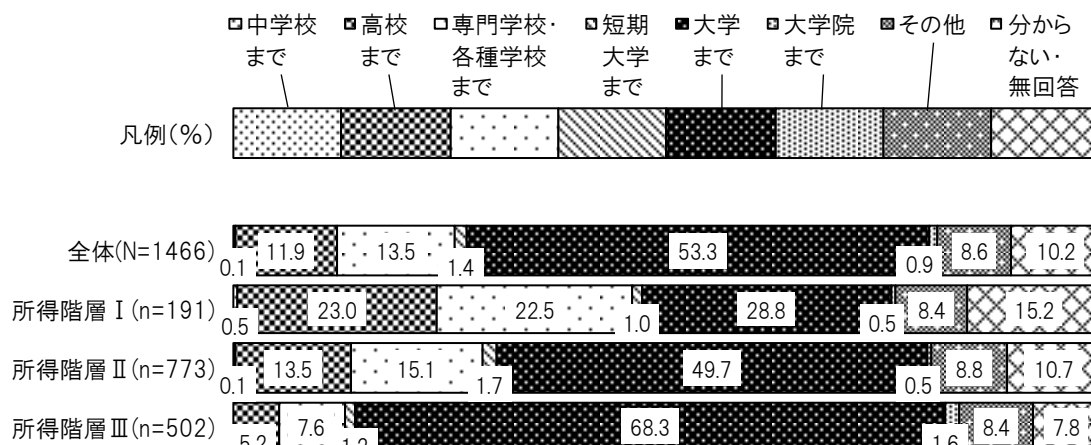 中学校 高校 専門学校・ 短期 大学 大学院 その他 分から
まで まで 各種学校 大学 まで まで ない・
まで まで 無回答
凡例(%)
全体(N=1466) 0.1 11.9 13.5 1.4 53.3 0.9 8.6 10.2
所得階層Ⅰ(n=191) 0.5 23.0 22.5 1.0 28.8 0.5 8.4 15.2
所得階層Ⅱ(n=773) 0.1 13.5 15.1 1.7 49.7 0.5 8.8 10.7
所得階層Ⅲ(n=502) 5.2 7.6 1.2 68.3 1.6 8.4 7.8